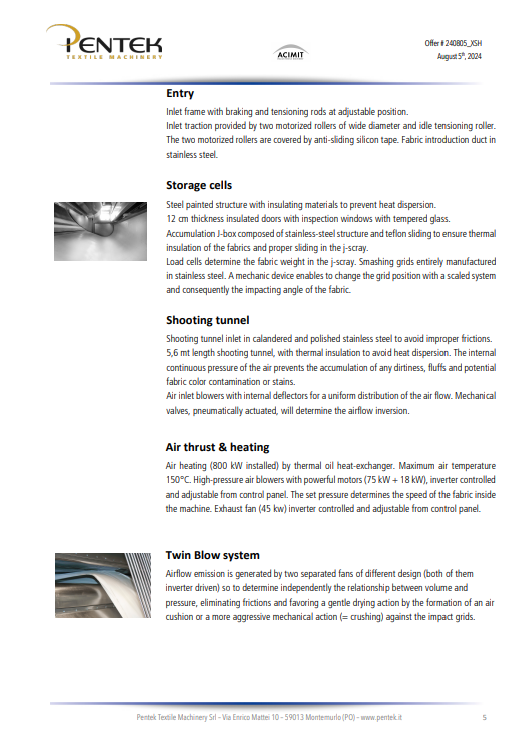 PENTEK
TEXTILE MACHINERY
ACIMIT
Offer # 240805_XSH
August 5th, 2024
Entry
Inlet frame with braking and tensioning rods at adjustable position.
Inlet traction provided by two motorized rollers of wide diameter and idle tensioning roller.
The two motorized rollers are covered by anti-sliding silicon tape. Fabric introduction duct in
stainless steel.
Storage cells
Steel painted structure with insulating materials to prevent heat dispersion.
12 cm thickness insulated doors with inspection windows with tempered glass.
Accumulation J-box composed of stainless-steel structure and teflon sliding to ensure thermal
insulation of the fabrics and proper sliding in the j-scray.
Load cells determine the fabric weight in the j-scray. Smashing grids entirely manufactured
in stainless steel. A mechanic device enables to change the grid position with a scaled system
and consequently the impacting angle of the fabric.
Shooting tunnel
Shooting tunnel inlet in calandered and polished stainless steel to avoid improper frictions.
5,6 mt length shooting tunnel, with thermal insulation to avoid heat dispersion. The internal
continuous pressure of the air prevents the accumulation of any dirtiness, fluffs and potential
fabric color contamination or stains.
Air inlet blowers with internal deflectors for a uniform distribution of the air flow. Mechanical
valves, pneumatically actuated, will determine the airflow inversion.
Air thrust & heating
Air heating (800 kW installed) by thermal oil heat-exchanger. Maximum air temperature
150°C. High-pressure air blowers with powerful motors (75 kW + 18 kW), inverter controlled
and adjustable from control panel. The set pressure determines the speed of the fabric inside
the machine. Exhaust fan (45 kw) inverter controlled and adjustable from control panel.
Twin Blow system
Airflow emission is generated by two separated fans of different design (both of them
inverter driven) so to determine independently the relationship between volume and
pressure, eliminating frictions and favoring a gentle drying action by the formation of an air
cushion or a more aggressive mechanical action (= crushing) against the impact grids.
Pentek Textile Machinery Srl – Via Enrico Mattei 10 – 59013 Montemurlo (PO) – www.pentek.it
5